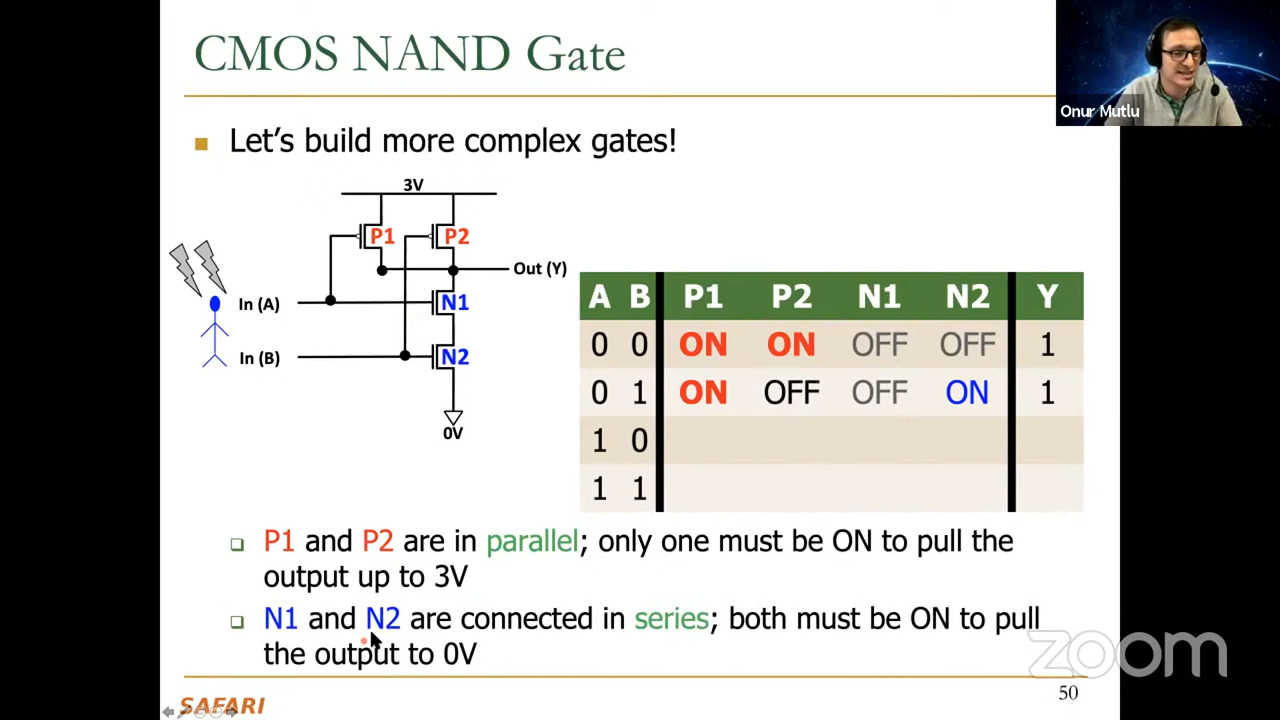 CMOS NAND Gate
Onur Mutlu
Let's build more complex gates!
3V
P1 P2
Out (Y)
In (A) N1
In (B) N2
0V
A B P1 P2 N1 N2 Y
0 0 ON ON OFF OFF 1
0 1 ON OFF OFF ON 1
1 0
1 1
P1 and P2 are in parallel; only one must be ON to pull the
output up to 3V
N1 and N2 are connected in series; both must be ON to pull
the output to 0V
zoom
SAFARI
50